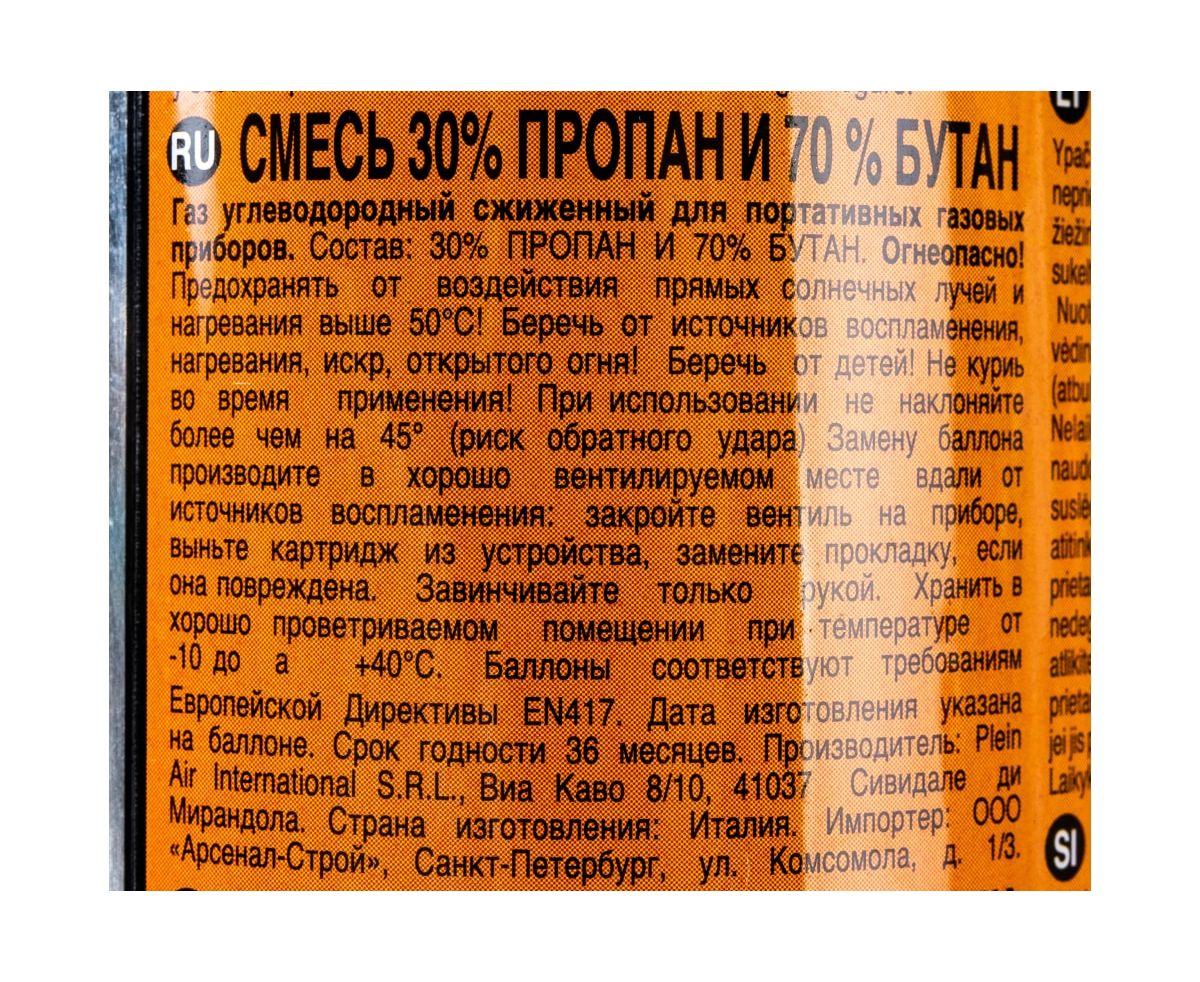 RU СМЕСЬ 30% ПРОПАН И 70 % БУТАН
Газ углеводородный сжиженный для портативных газовых
приборов. Состав: 30% ПРОПАН И 70% БУТАН. Огнеопасно!
Предохранять от воздействия прямых солнечных лучей и
нагревания выше 50°С! Беречь от источников воспламенения,
нагревания, искр, открытого огня! Беречь от детей! Не куриь
во время применения! При использовании не наклоняйте
более чем на 45° (риск обратного удара) Замену баллона
производите в хорошо вентилируемом месте вдали от
источников воспламенения: закройте вентиль на приборе,
выньте картридж из устройства, замените прокладку, если
она повреждена. Завинчивайте только рукой. Хранить в
хорошо проветриваемом помещении при температуре от
-10 до а +40°С. Баллоны соответствуют требованиям
Европейской Директивы EN417. Дата изготовления указана
на баллоне. Срок годности 36 месяцев. Производитель: Plein
Air International S.R.L., Виа Каво 8/10, 41037 Сивидале ди
Мирандола. Страна изготовления: Италия. Импортер: ООО
«Арсенал-Строй», Санкт-Петербург, ул. Комсомола, д. 1/3.
LT
SI